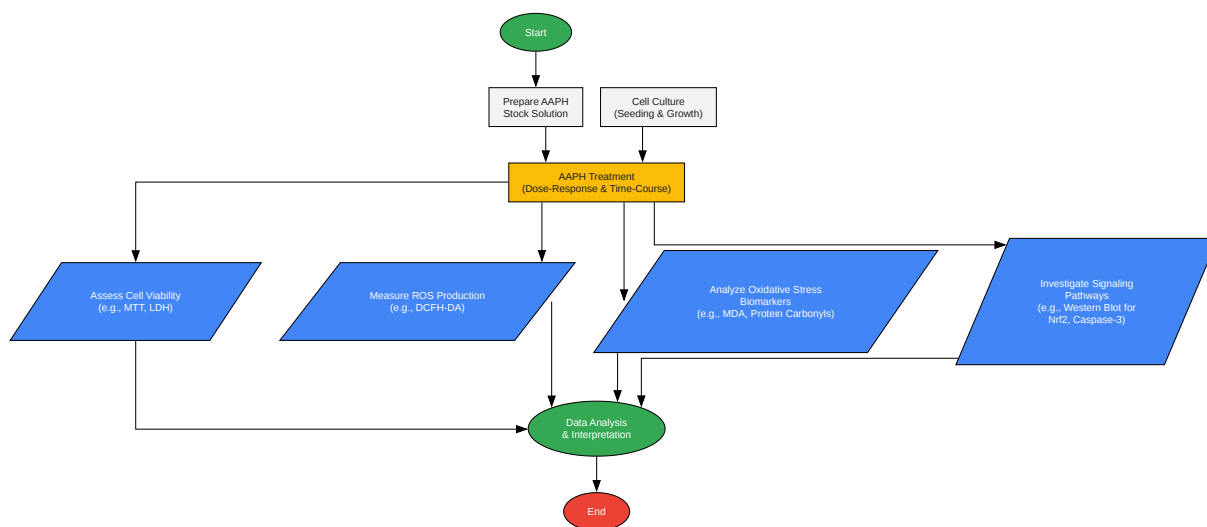 Start
Prepare AAPH
Stock Solution
Cell Culture
(Seeding & Growth)
AAPH Treatment
(Dose-Response & Time-Course)
Assess Cell Viability
(e.g., MTT, LDH)
Measure ROS Production
(e.g., DCFH-DA)
Analyze Oxidative Stress
Biomarkers
(e.g., MDA, Protein Carbonyls)
Investigate Signaling
Pathways
(e.g., Western Blot for
Nrf2, Caspase-3)
Data Analysis
& Interpretation
End